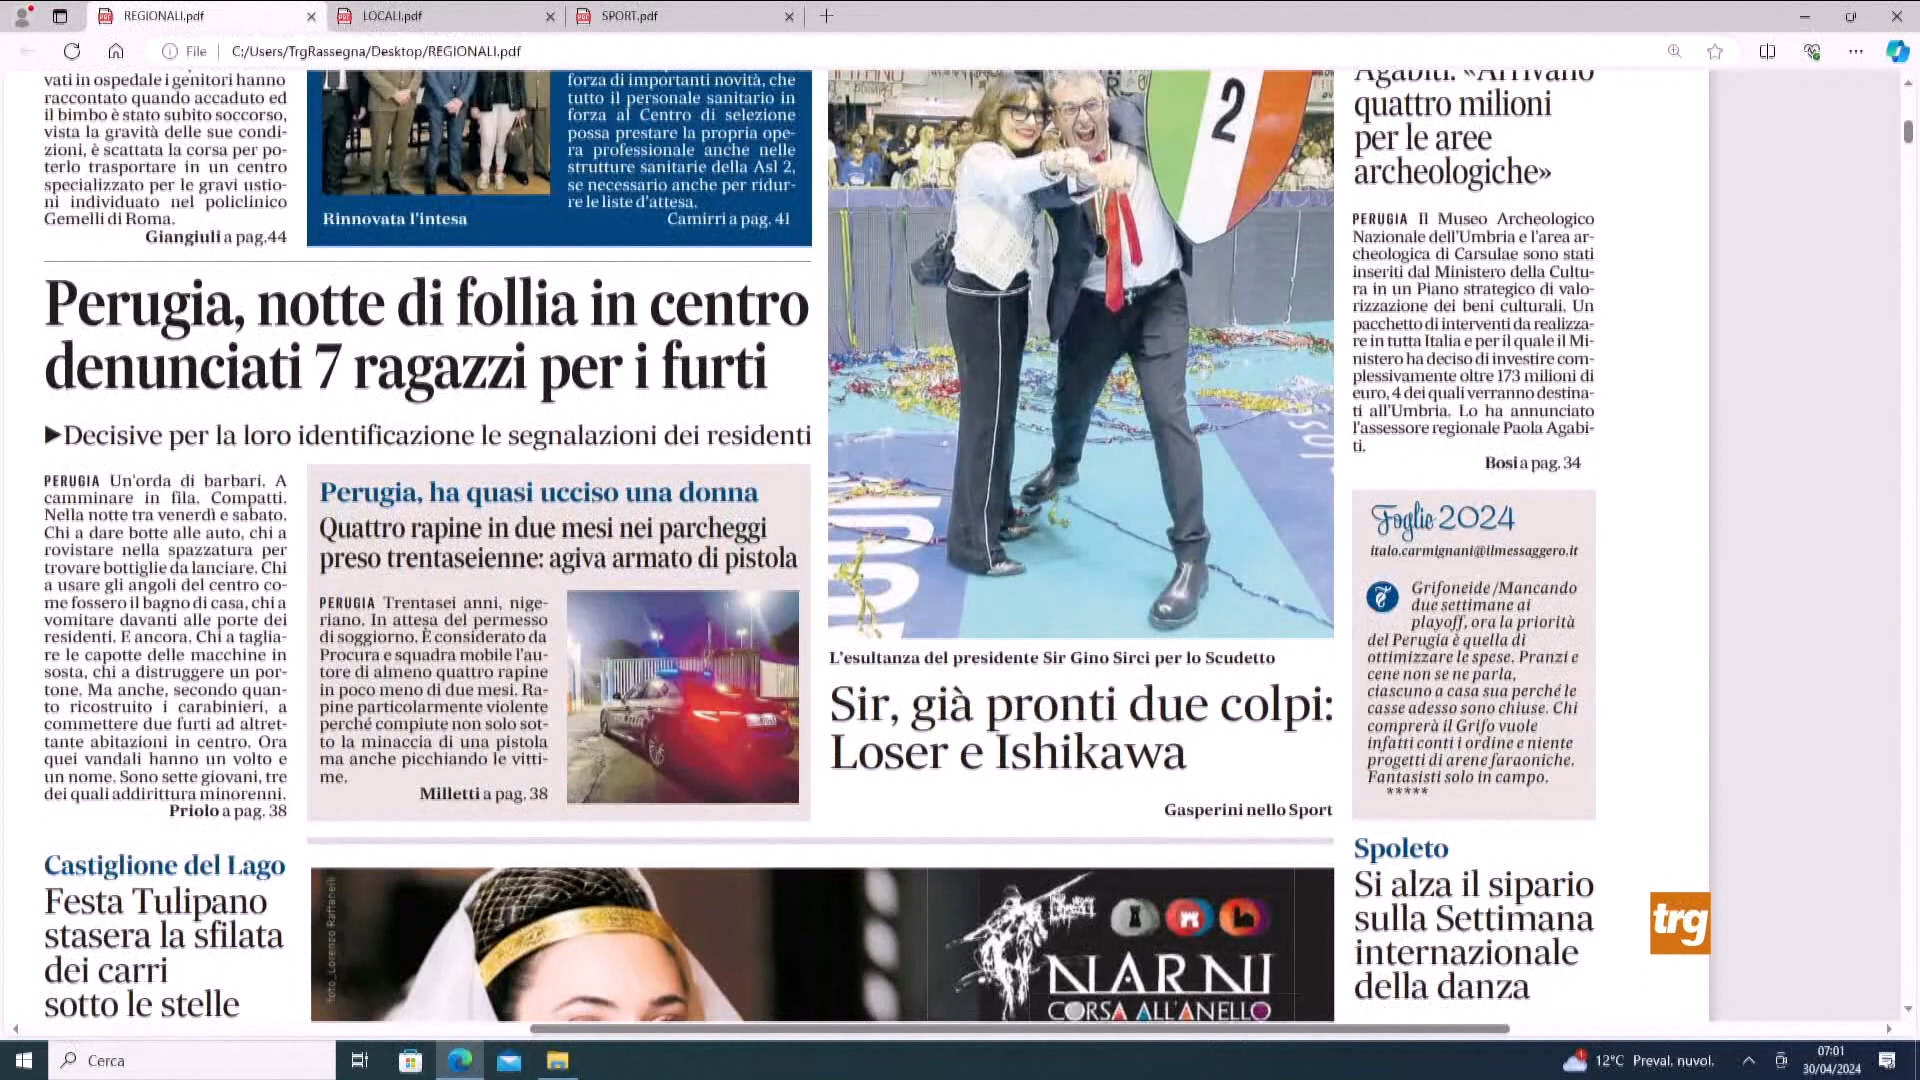 REGIONALI.pdf
LOCALI.pdf
SPORT.pdf
File
C:/Users/TrgRassegna/Desktop/REGIONALI.pdf
vati in ospedale i genitori hanno
raccontato quando accaduto ed
il bimbo è stato subito soccorso,
vista la gravità delle sue condi-
zioni, è scattata la corsa per po-
terlo trasportare in un centro
specializzato per le gravi ustio-
ni individuato nel policlinico
Gemelli di Roma.
Giangiuli a pag.44
Rinnovata l'intesa
forza di importanti novità, che
tutto il personale sanitario in
forza al Centro di selezione
possa prestare la propria ope-
ra professionale anche nelle
strutture sanitarie della Asl 2,
se necessario anche per ridur-
re le liste d'attesa.
Camirri a pag. 41
Perugia, notte di follia in centro
denunciati 7 ragazzi per i furti
►Decisive per la loro identificazione le segnalazioni dei residenti
PERUGIA Un'orda di barbari. A
camminare in fila. Compatti.
Nella notte tra venerdì e sabato.
Chi a dare botte alle auto, chi a
rovistare nella spazzatura per
trovare bottiglie da lanciare. Chi
a usare gli angoli del centro co-
me fossero il bagno di casa, chi a
vomitare davanti alle porte dei
residenti. E ancora. Chi a taglia-
re le capotte delle macchine in
sosta, chi a distruggere un por-
tone. Ma anche, secondo quan-
to ricostruito i carabinieri, a
commettere due furti ad altret-
tante abitazioni in centro. Ora
quei vandali hanno un volto e
un nome. Sono sette giovani, tre
dei quali addirittura minorenni.
Priolo a pag. 38
Perugia, ha quasi ucciso una donna
Quattro rapine in due mesi nei parcheggi
preso trentaseienne: agiva armato di pistola
PERUGIA Trentasei anni, nige-
riano. In attesa del permesso
di soggiorno. È considerato da
Procura e squadra mobile l'au-
tore di almeno quattro rapine
in poco meno di due mesi. Ra-
pine particolarmente violente
perché compiute non solo sot-
to la minaccia di una pistola
ma anche picchiando le vitti-
me.
Milletti a pag. 38
2
L'esultanza del presidente Sir Gino Sirci per lo Scudetto
Sir, già pronti due colpi:
Loser e Ishikawa
Gasperini nello Sport
Agabiti: «Arrivano
quattro milioni
per le aree
archeologiche»
PERUGIA Il Museo Archeologico
Nazionale dell'Umbria e l'area ar-
cheologica di Carsulae sono stati
inseriti dal Ministero della Cultu-
ra in un Piano strategico di valo-
rizzazione dei beni culturali. Un
pacchetto di interventi da realizza-
re in tutta Italia e per il quale il Mi-
nistero ha deciso di investire com-
plessivamente oltre 173 milioni di
euro, 4 dei quali verranno destina-
ti all'Umbria. Lo ha annunciato
l'assessore regionale Paola Agabi-
ti.
Bosi a pag. 34
Foglie 2024
italo.carmignani@ilmessaggero.it
Grifoneide /Mancando
due settimane ai
playoff, ora la priorità
del Perugia è quella di
ottimizzare le spese. Pranzi e
cene non se ne parla,
ciascuno a casa sua perché le
casse adesso sono chiuse. Chi
comprerà il Grifo vuole
infatti conti i ordine e niente
progetti di arene faraoniche.
Fantasisti solo in campo.
*****
Castiglione del Lago
Festa Tulipano
stasera la sfilata
dei carri
sotto le stelle
foto_Lorenzo Raffaelli
NARNI
CORSA ALL'ANELLO
Spoleto
Si alza il sipario
sulla Settimana
internazionale
della danza
trg
Cerca
12°C Preval. nuvol.
07:01
30/04/2024